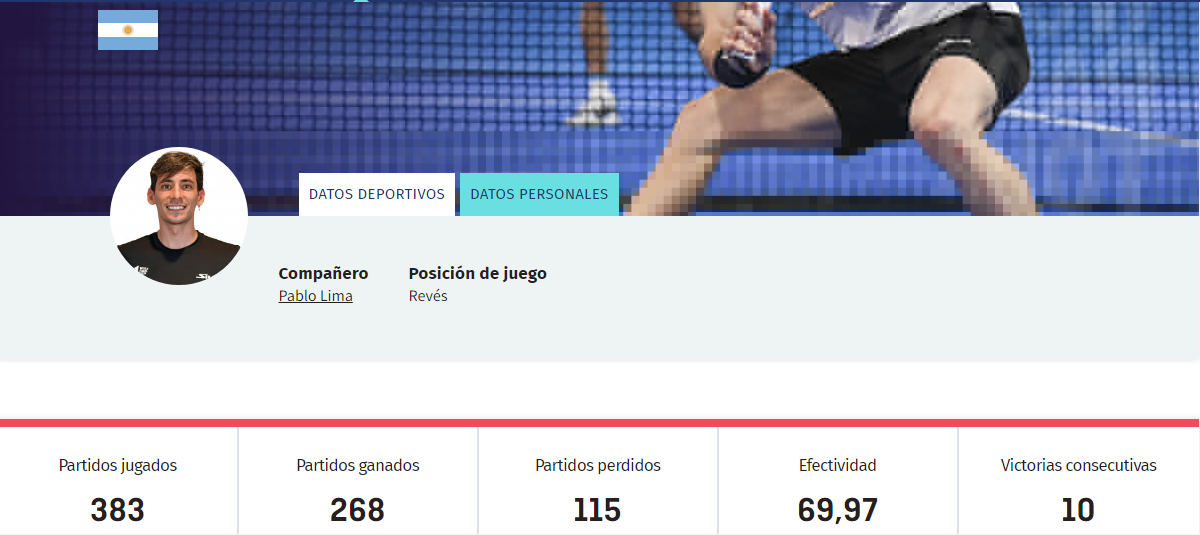 DATOS DEPORTIVOS
DATOS PERSONALES
Compañero
Posición de juego
Pablo Lima
Revés
Partidos jugados
Partidos ganados
Partidos perdidos
Efectividad
Victorias consecutivas
383
268
115
69,97
10